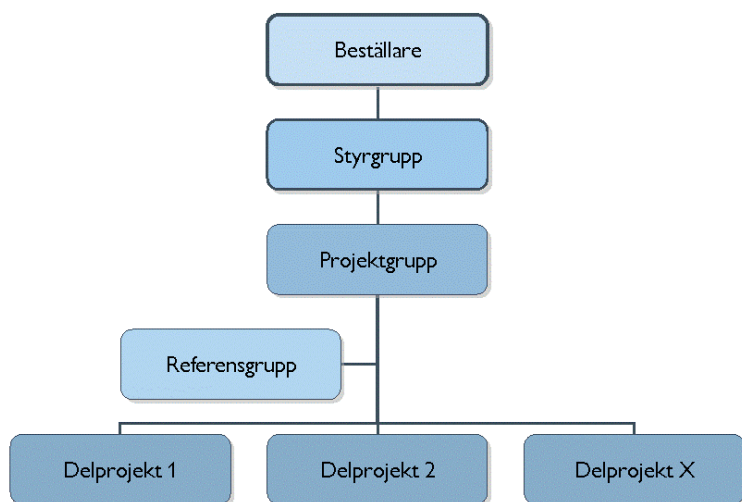 Beställare
Styrgrupp
Projektgrupp
Referensgrupp
Delprojekt 1
Delprojekt 2
Delprojekt X